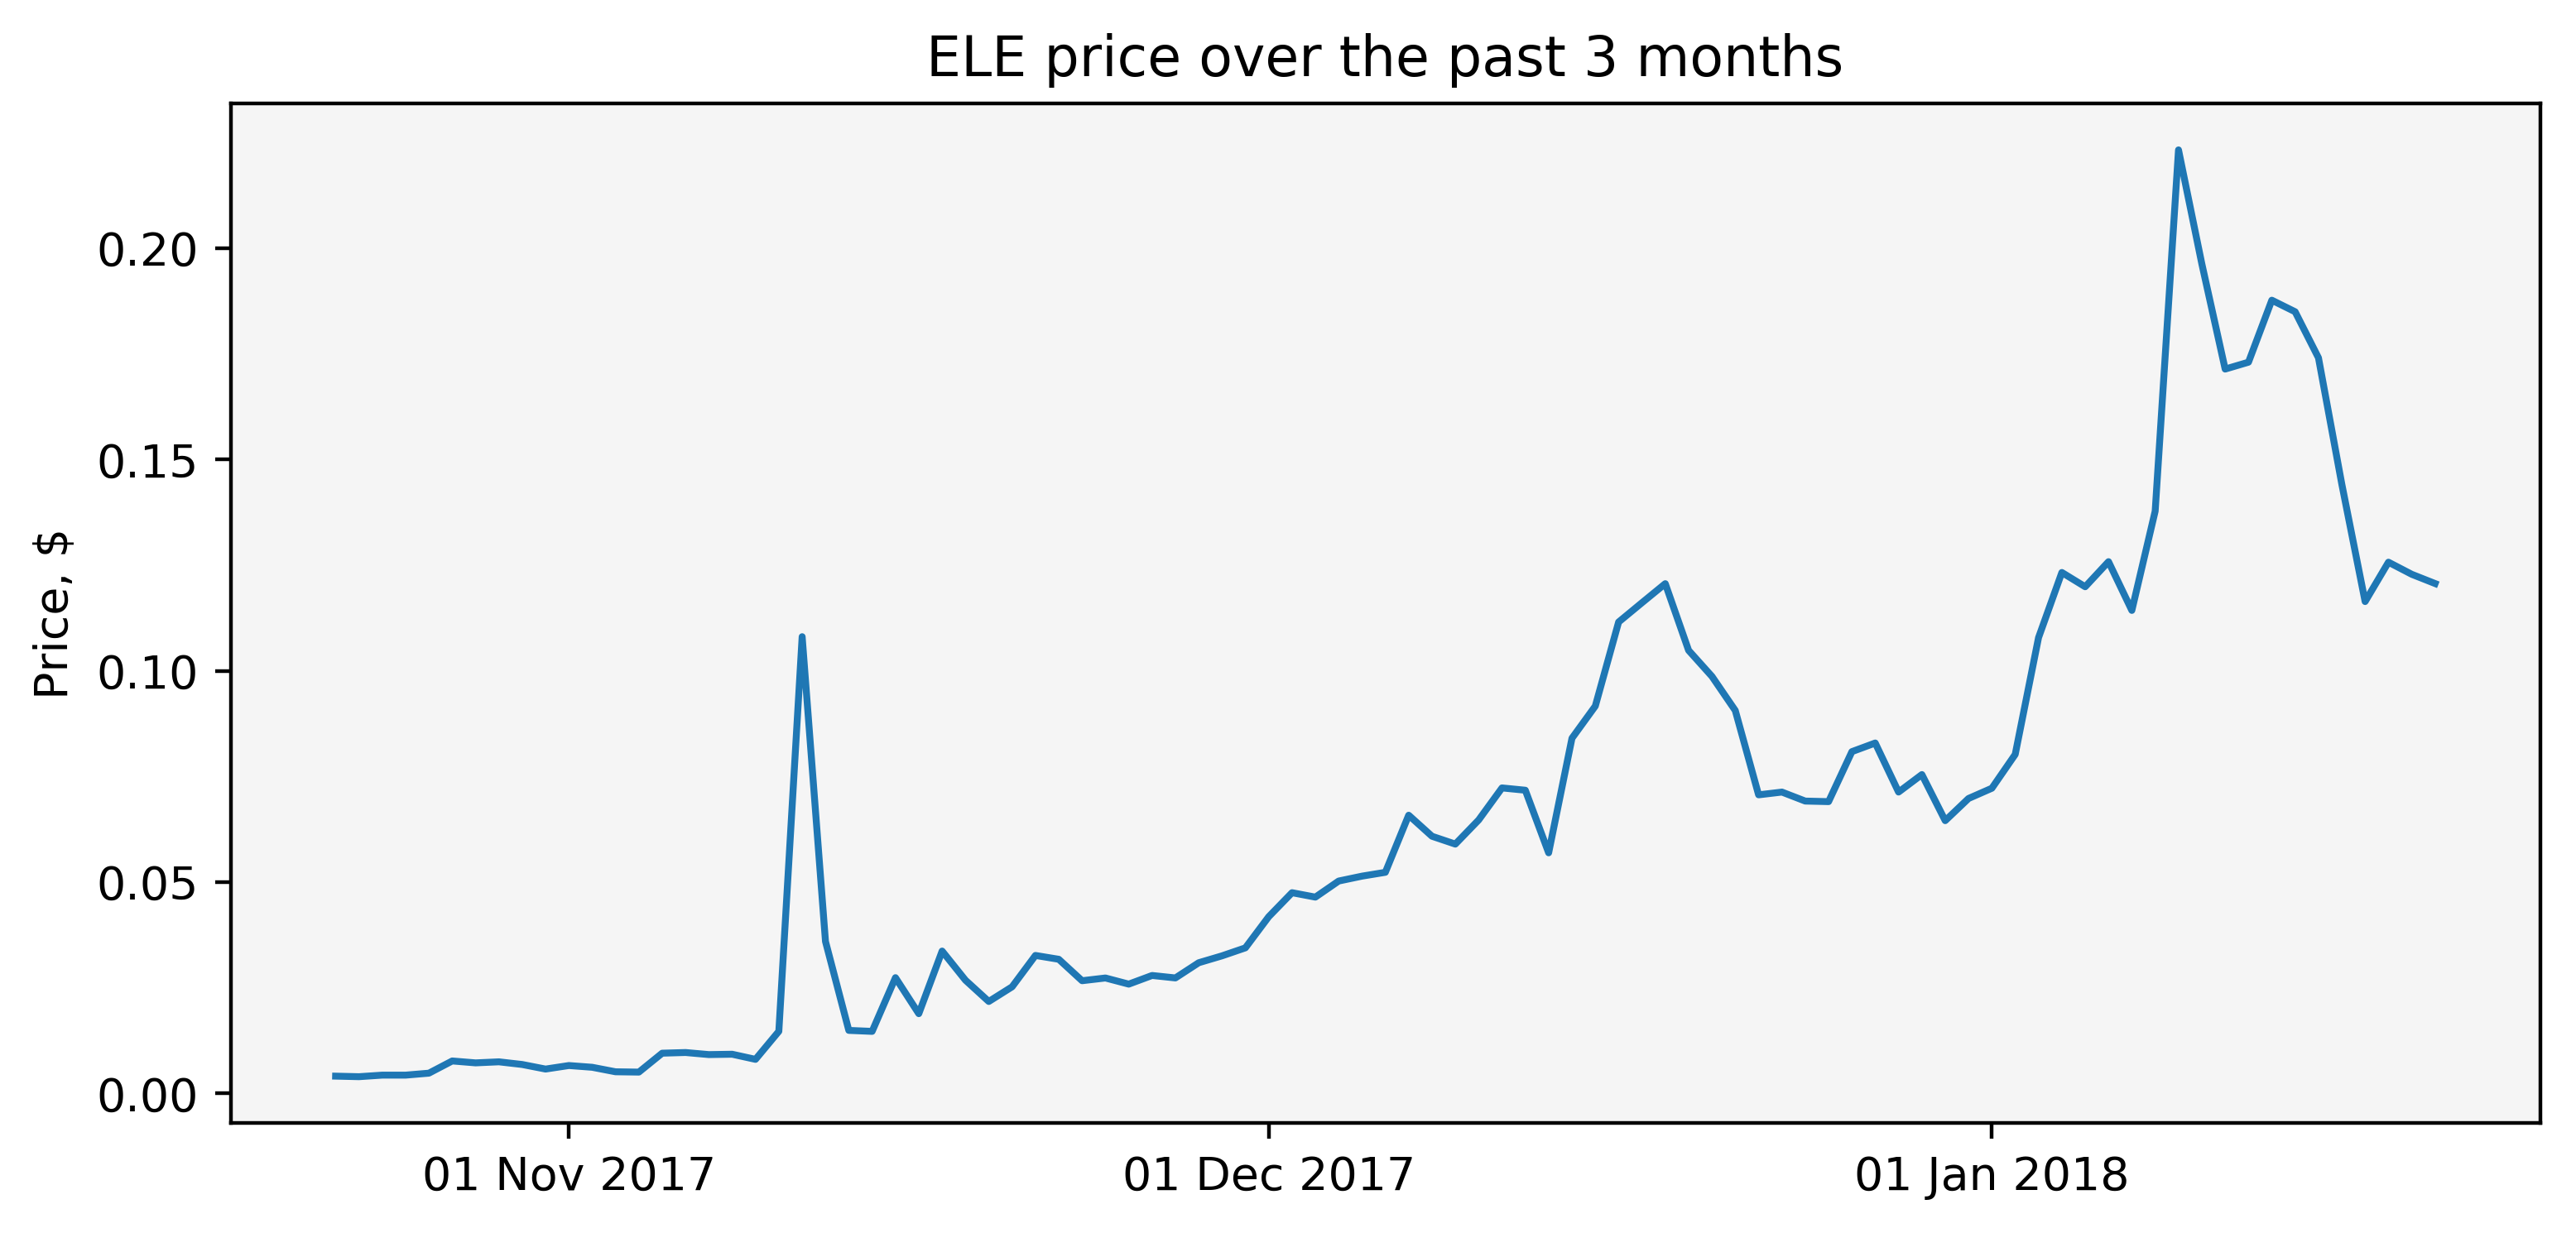 ELE price over the past 3 months
Price, $
0.20
0.15
0.10
0.05
0.00
01 Nov 2017
01 Dec 2017
01 Jan 2018